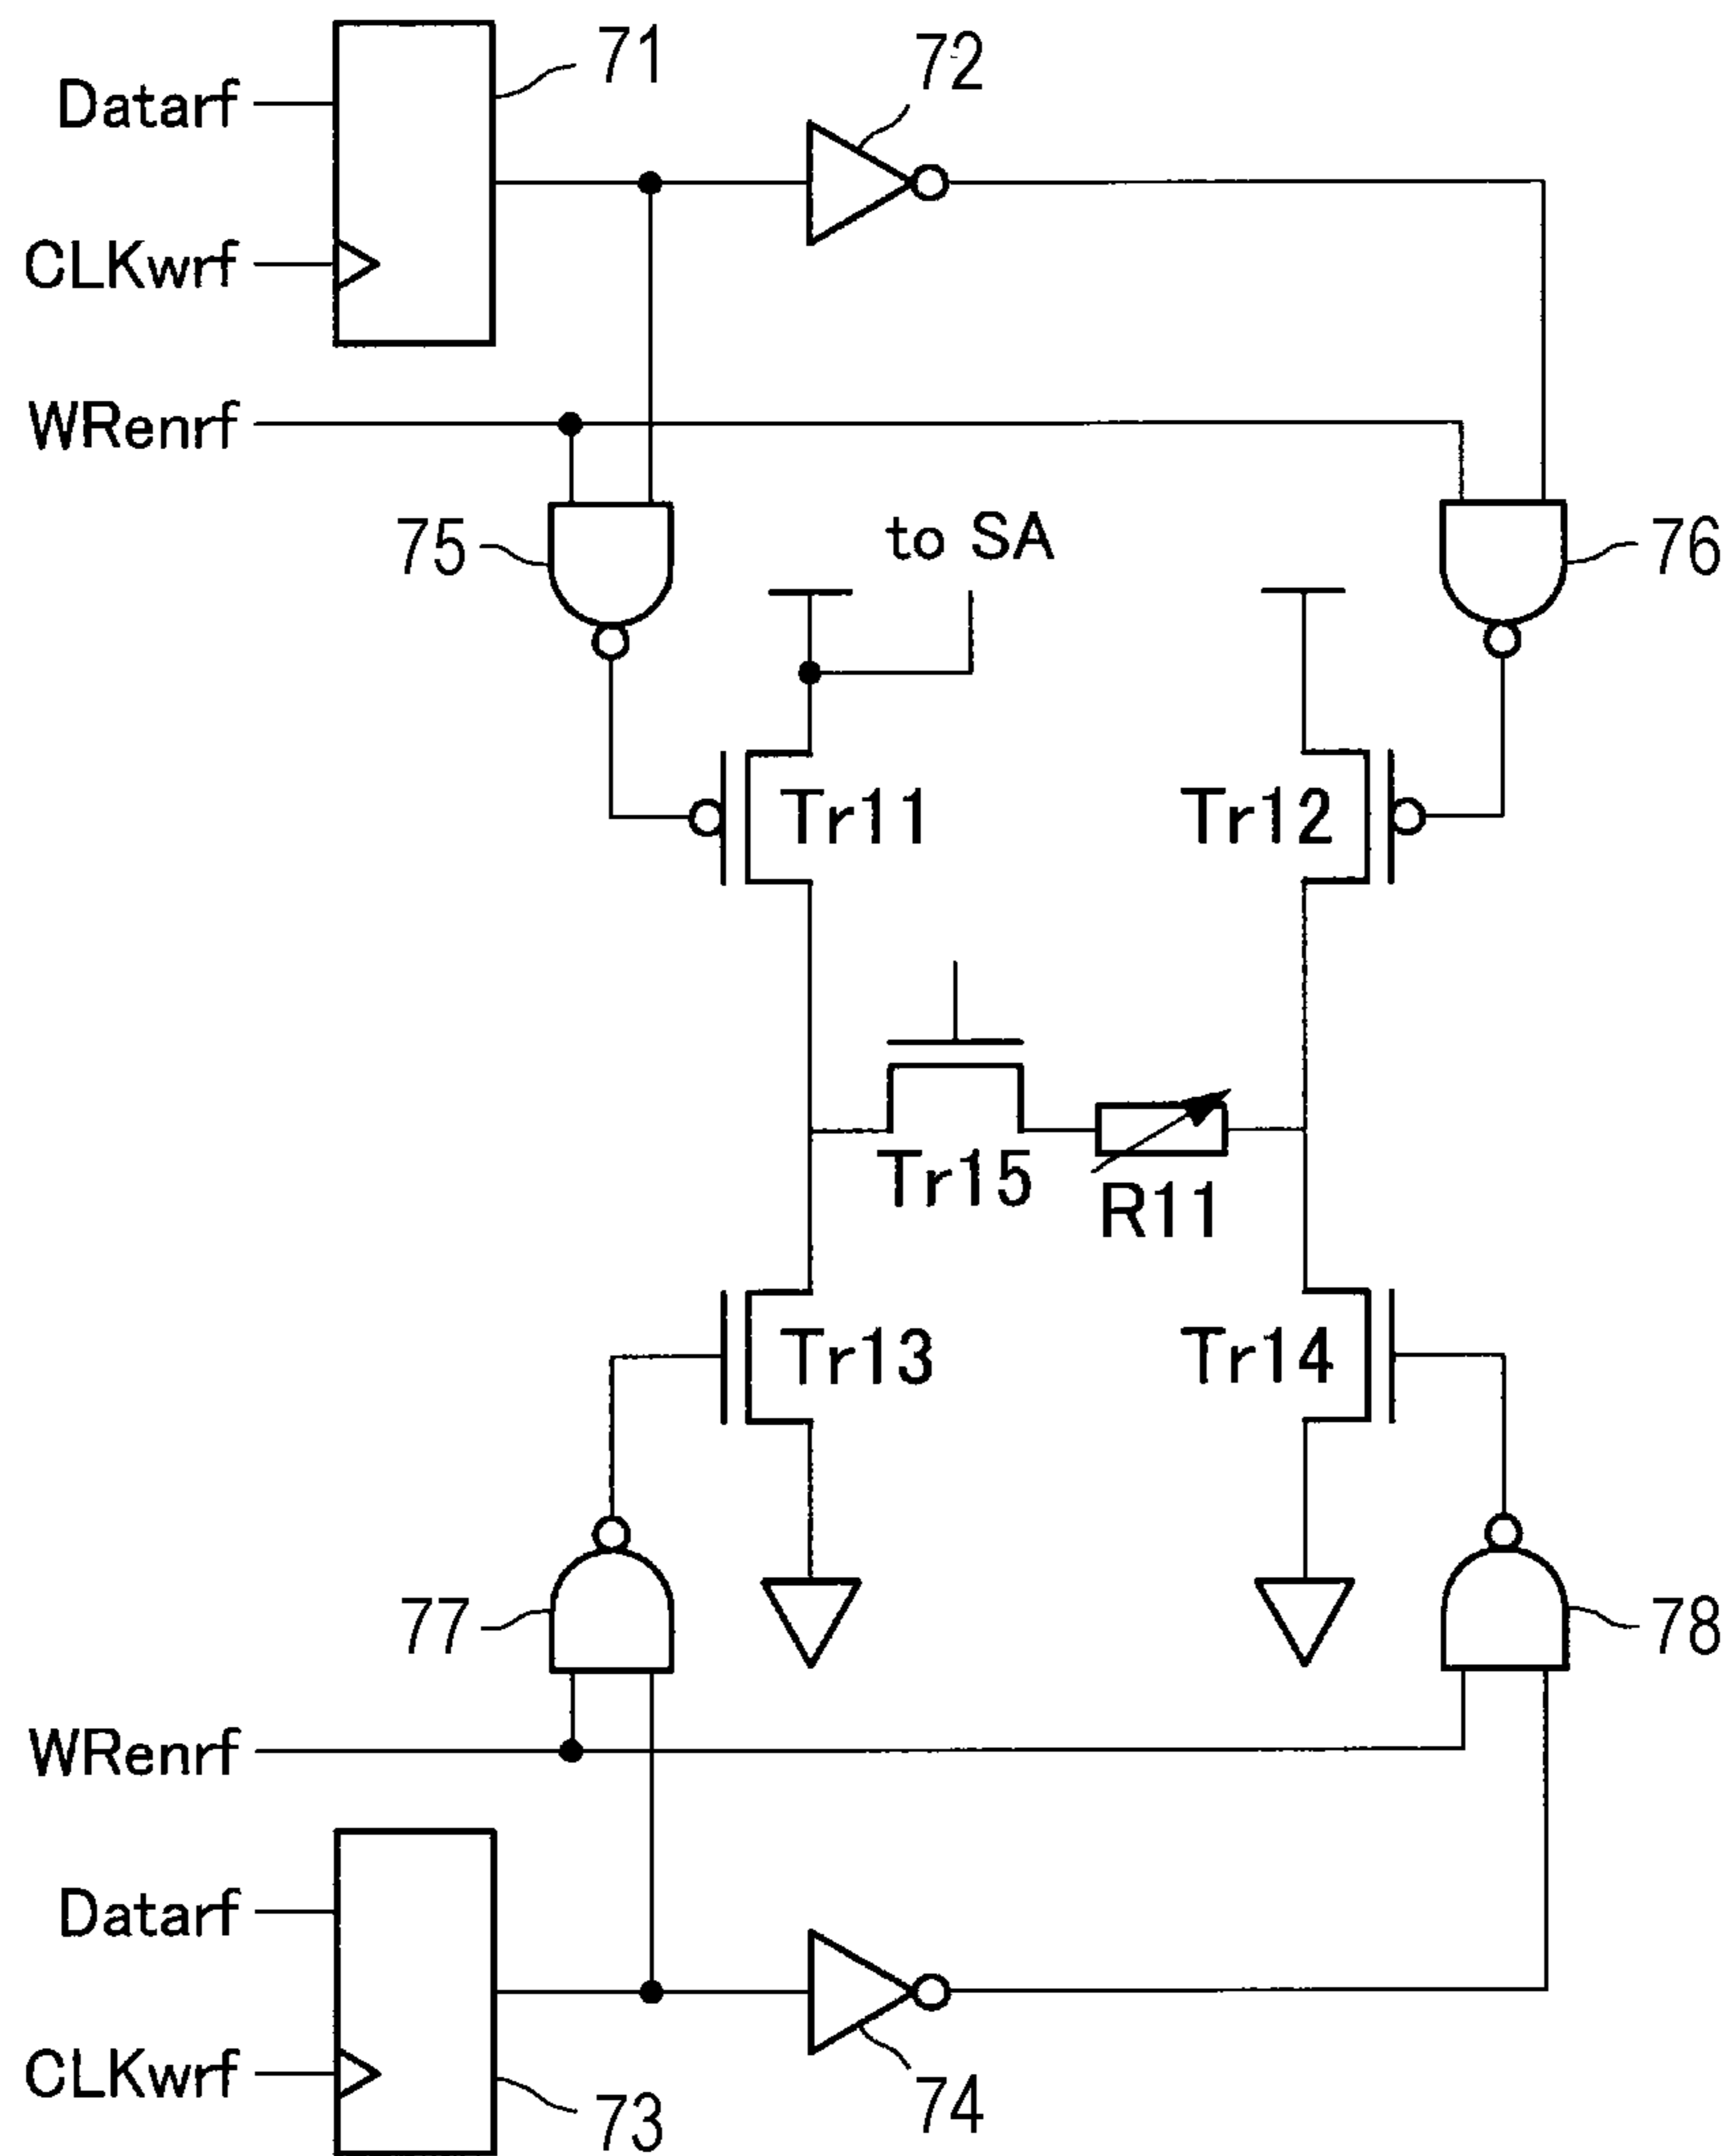 71
72
Datarf
CLKwrf
WRenrf
75
to SA
76
Tr11
Tr12
Tr15
R11
Tr13
Tr14
77
78
WRenrf
Datarf
CLKwrf
73
74